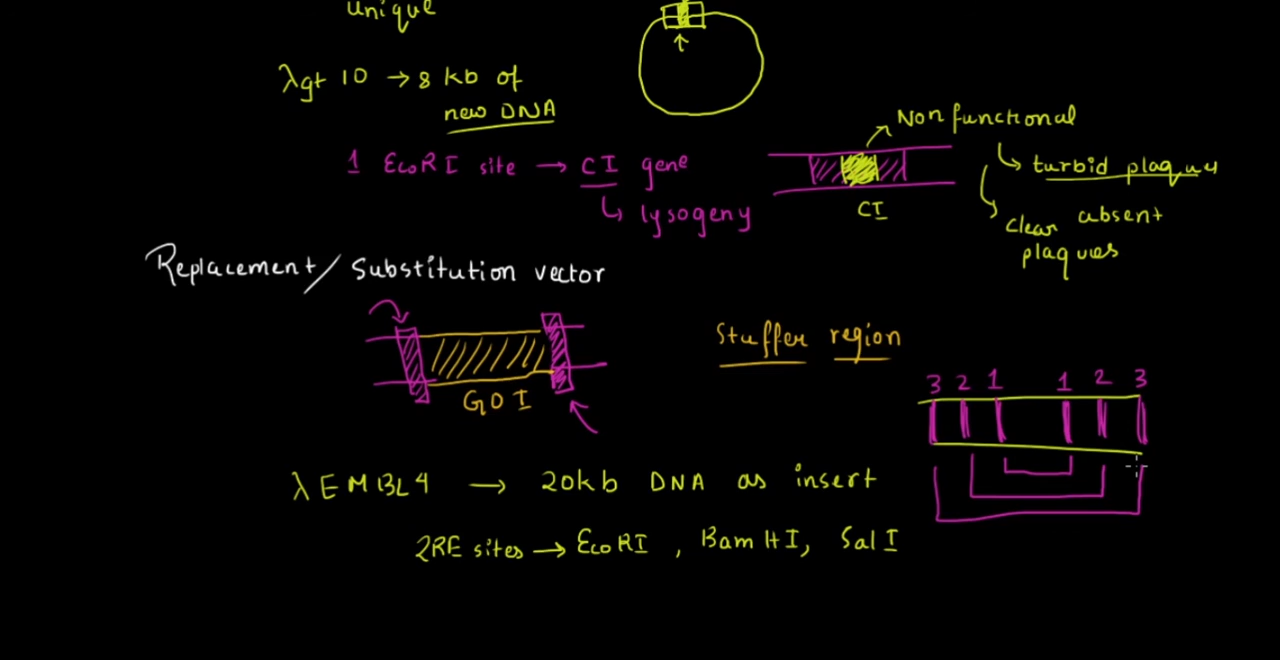 unique
λgt 10 → 8 kb of
new DNA
1 EcoRI site → CI gene
↳ lysogeny
Non functional
↳ turbid plaques
absent
clear
plaques
CI
Replacement/Substitution vector
Stuffer region
GOI
3 2 1 1 2 3
λ EMBL4 → 20kb DNA as insert
2RE sites → EcoRI, BamHI, SalI